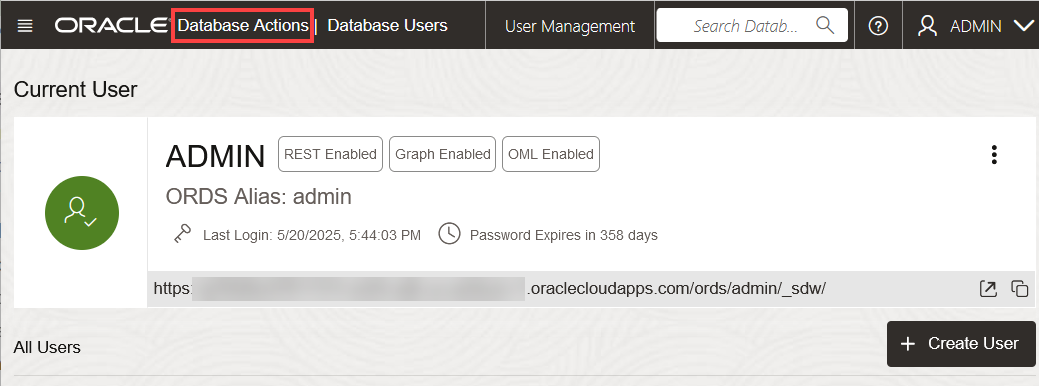 ORACLE Database Actions | Database Users User Management Search Datab... ADMIN
Current User
ADMIN REST Enabled Graph Enabled OML Enabled
ORDS Alias: admin
Last Login: 5/20/2025, 5:44:03 PM Password Expires in 358 days
https: .oraclecloudapps.com/ords/admin/_sdw/
All Users + Create User